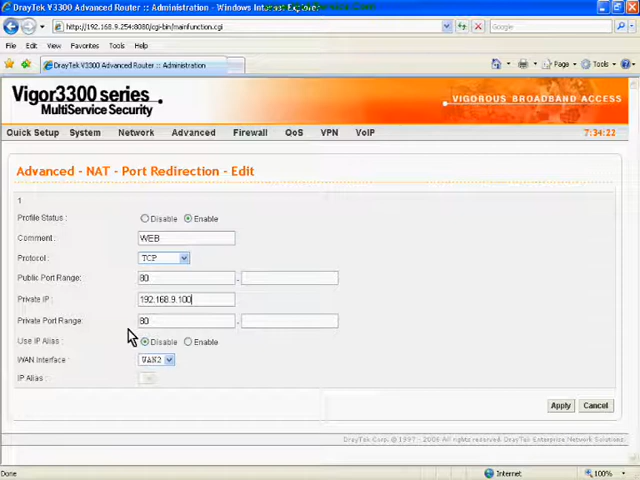 DrayTek V3300 Advanced Router :: Administration - Windows Internet Explorer
http://192.168.9.254:8080/cgi-bin/mainfunction.cgi
Google
File Edit View Favorites Tools Help
DrayTek V3300 Advanced Router :: Administration
Page Tools
Vigor3300 series
MultiService Security
VIGOROUS BROADBAND ACCESS
Quick Setup System Network Advanced Firewall QoS VPN VoIP
7:34:22
Advanced - NAT - Port Redirection - Edit
1
Profile Status : Disable Enable
Comment : WEB
Protocol : TCP
Public Port Range : 80 -
Private IP : 192.168.9.100
Private Port Range : 80 -
Use IP Alias : Disable Enable
WAN Interface : WAN2
IP Alias :
Apply Cancel
DrayTek Corp. © 1997 - 2006 All Rights Reserved. DrayTek Enterprise Network Solutions.
Done
Internet
100%